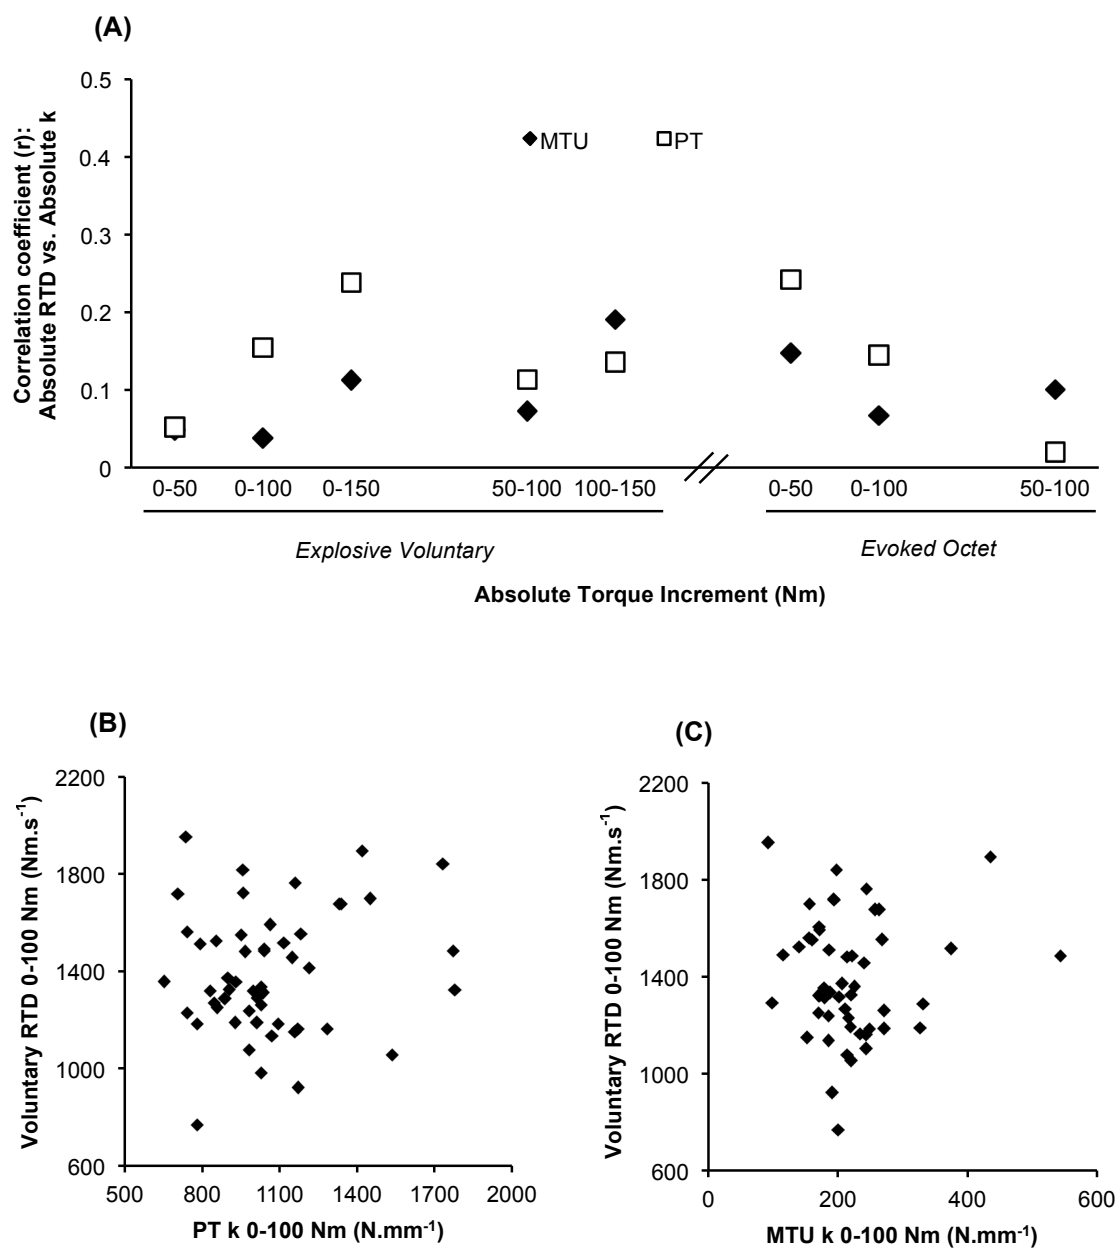 (A)
Correlation coefficient (r):
Absolute RTD vs. Absolute k
0.5
0.4
0.3
0.2
0.1
0
MTU
PT
0-50
0-100
0-150
50-100
100-150
0-50
0-100
50-100
Explosive Voluntary
Evoked Octet
Absolute Torque Increment (Nm)
(B)
Voluntary RTD 0-100 Nm (Nm.s⁻¹)
2200
1800
1400
1000
600
500
800
1100
1400
1700
2000
PT k 0-100 Nm (N.mm⁻¹)
(C)
Voluntary RTD 0-100 Nm (Nm.s⁻¹)
2200
1800
1400
1000
600
0
200
400
600
MTU k 0-100 Nm (N.mm⁻¹)